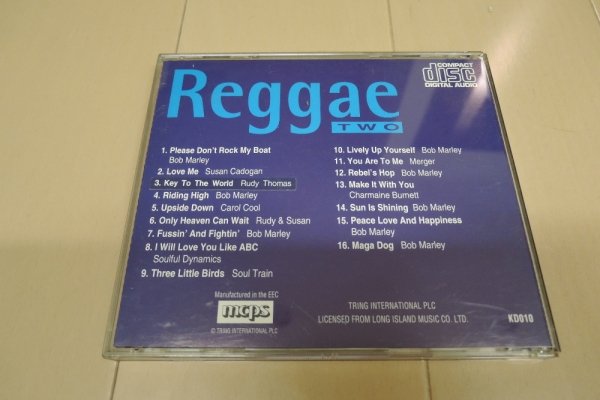 Reggae
TWO
COMPACT
disc
DIGITAL AUDIO
1. Please Don't Rock My Boat
Bob Marley
2. Love Me Susan Cadogan
3. Key To The World Rudy Thomas
4. Riding High Bob Marley
5. Upside Down Carol Cool
6. Only Heaven Can Wait Rudy & Susan
7. Fussin' And Fightin' Bob Marley
8. I Will Love You Like ABC
Soulful Dynamics
9. Three Little Birds Soul Train
10. Lively Up Yourself Bob Marley
11. You Are To Me Merger
12. Rebel's Hop Bob Marley
13. Make It With You
Charmaine Burnett
14. Sun Is Shining Bob Marley
15. Peace Love And Happiness
Bob Marley
16. Maga Dog Bob Marley
Manufactured in the EEC
mcps
© TRING INTERNATIONAL PLC
TRING INTERNATIONAL PLC
LICENSED FROM LONG ISLAND MUSIC CO. LTD.
KD010